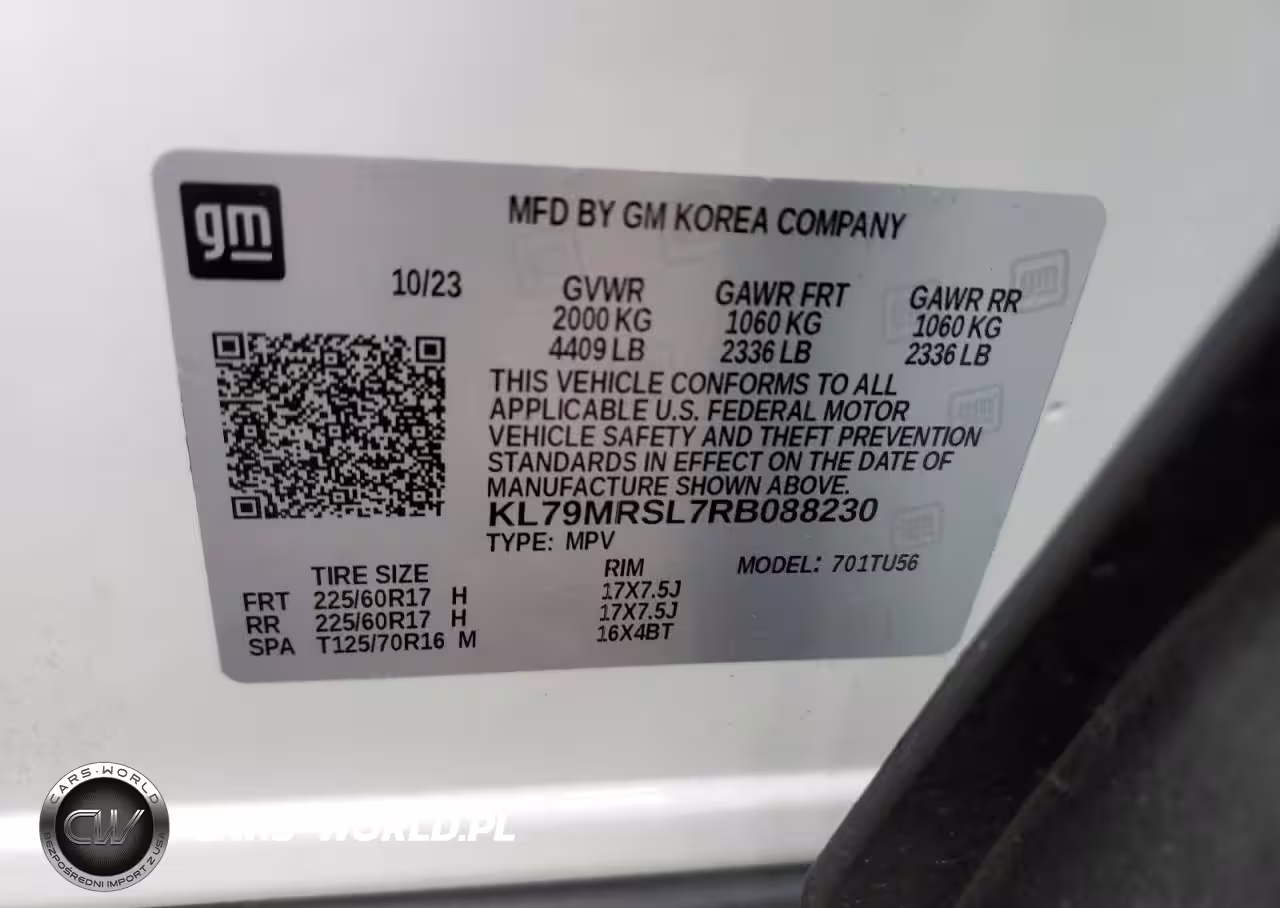 gm
MFD BY GM KOREA COMPANY
10/23
GVWR GAWR FRT GAWR RR
2000 KG 1060 KG 1060 KG
4409 LB 2336 LB 2336 LB
THIS VEHICLE CONFORMS TO ALL
APPLICABLE U.S. FEDERAL MOTOR
VEHICLE SAFETY AND THEFT PREVENTION
STANDARDS IN EFFECT ON THE DATE OF
MANUFACTURE SHOWN ABOVE.
KL79MRSL7RB088230
TYPE: MPV
TIRE SIZE RIM MODEL: 701TU56
FRT 225/60R17 H 17X7.5J
RR 225/60R17 H 17X7.5J
SPA T125/70R16 M 16X4BT
CARS-WORLD
CW
BEZPOŚREDNI IMPORT Z USA
CARS-WORLD.PL